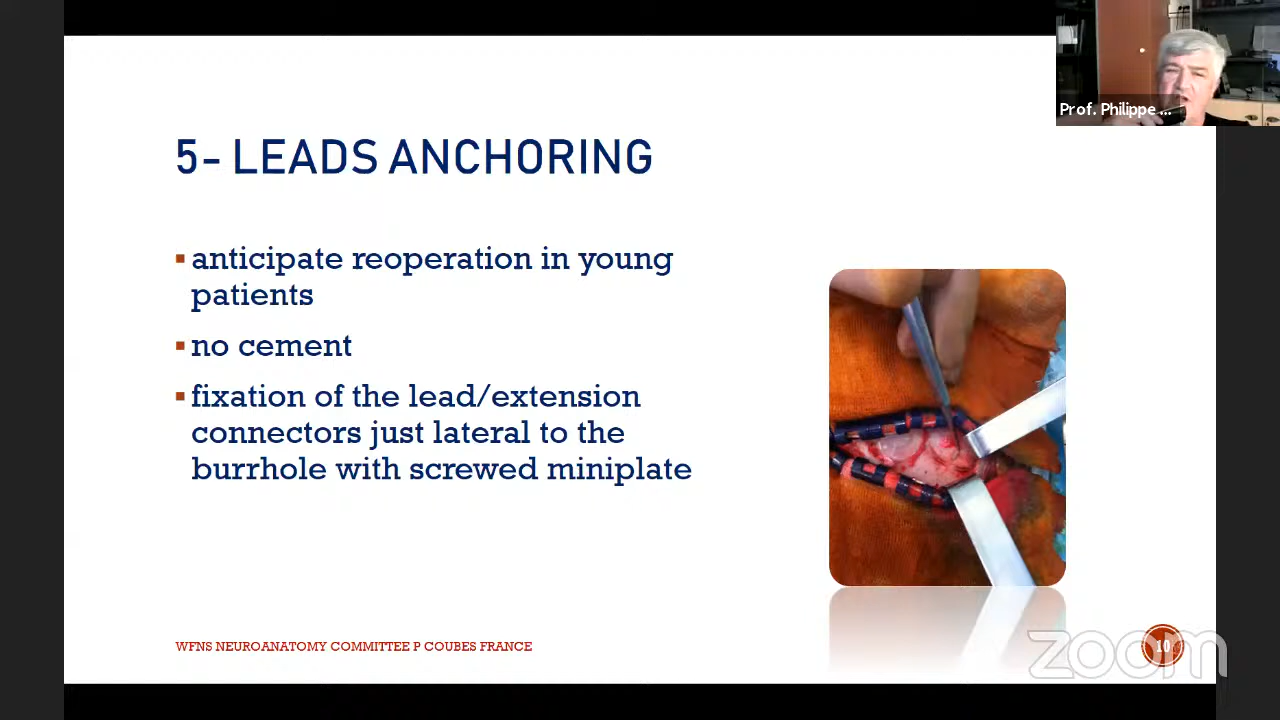 Prof. Philippe ...
5- LEADS ANCHORING
anticipate reoperation in young
patients
no cement
fixation of the lead/extension
connectors just lateral to the
burrhole with screwed miniplate
WFNS NEUROANATOMY COMMITTEE P COUBES FRANCE
10
zoom